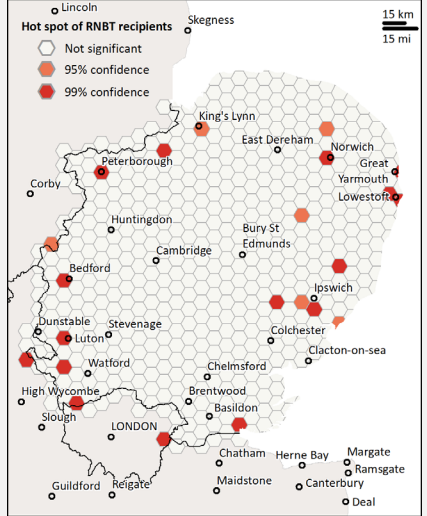 Lincoln
Skegness
Hot spot of RNBT recipients
Not significant
95% confidence
99% confidence
15 km
15 mi
King's Lynn
East Dereham
Norwich
Great
Yarmouth
Lowestoft
Peterborough
Corby
Huntingdon
Bury St
Edmunds
Cambridge
Bedford
Ipswich
Dunstable
Stevenage
Luton
Colchester
Clacton-on-sea
Watford
Chelmsford
High Wycombe
Brentwood
Basildon
Slough
LONDON
Chatham
Herne Bay
Margate
Ramsgate
Guildford
Reigate
Maidstone
Canterbury
Deal